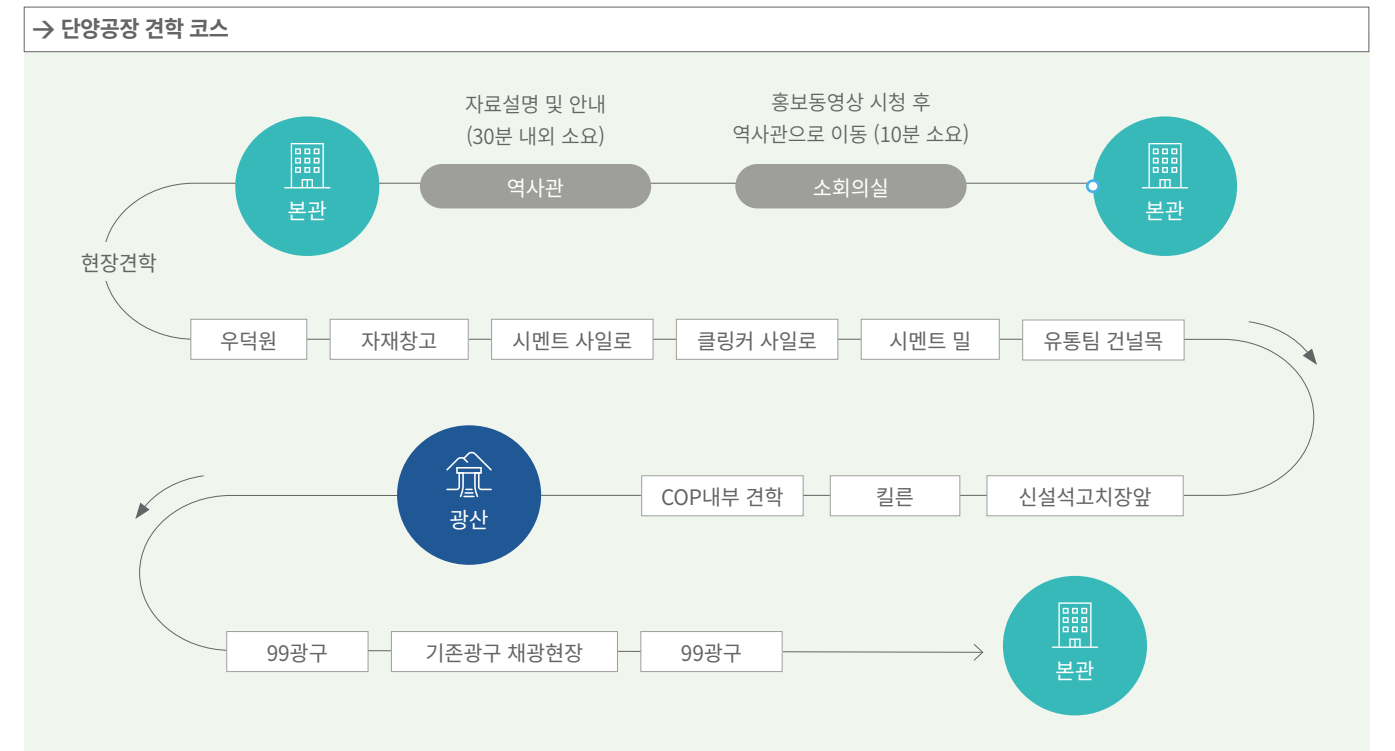 → 단양공장 견학 코스
자료설명 및 안내
(30분 내외 소요)
홍보동영상 시청 후
역사관으로 이동 (10분 소요)
본관
역사관
소회의실
본관
현장견학
우덕원
자재창고
시멘트 사일로
클링커 사일로
시멘트 밀
유통팀 건널목
광산
COP내부 견학
킬른
신설석고치장앞
99광구
기존광구 채광현장
99광구
본관